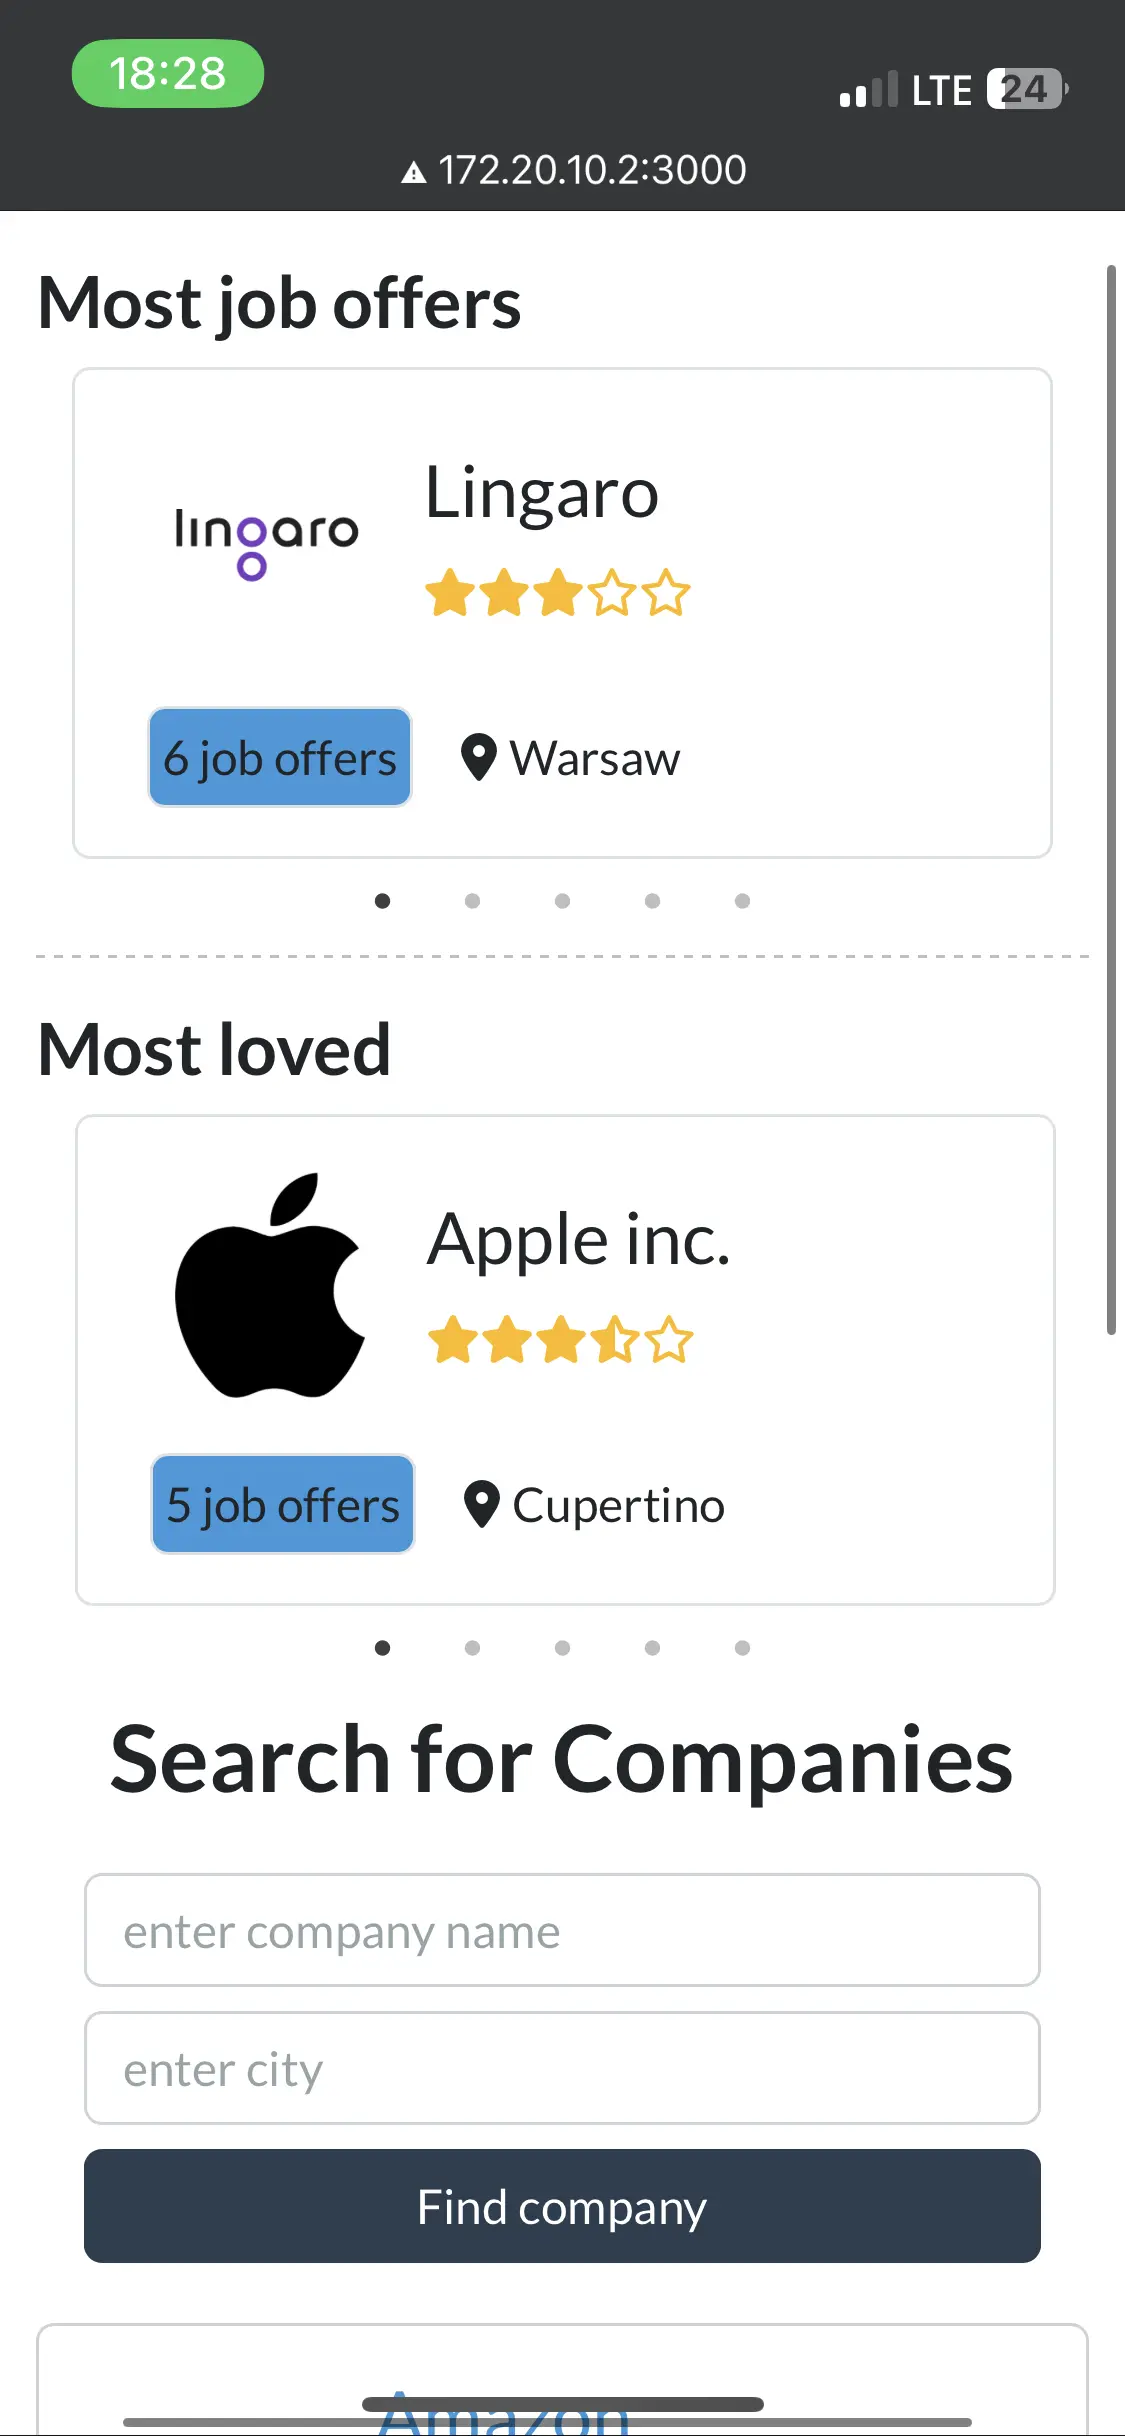 18:28
LTE 24
172.20.10.2:3000
Most job offers
lingaro
Lingaro
6 job offers
Warsaw
Most loved
Apple inc.
5 job offers
Cupertino
Search for Companies
enter company name
enter city
Find company
Amazon